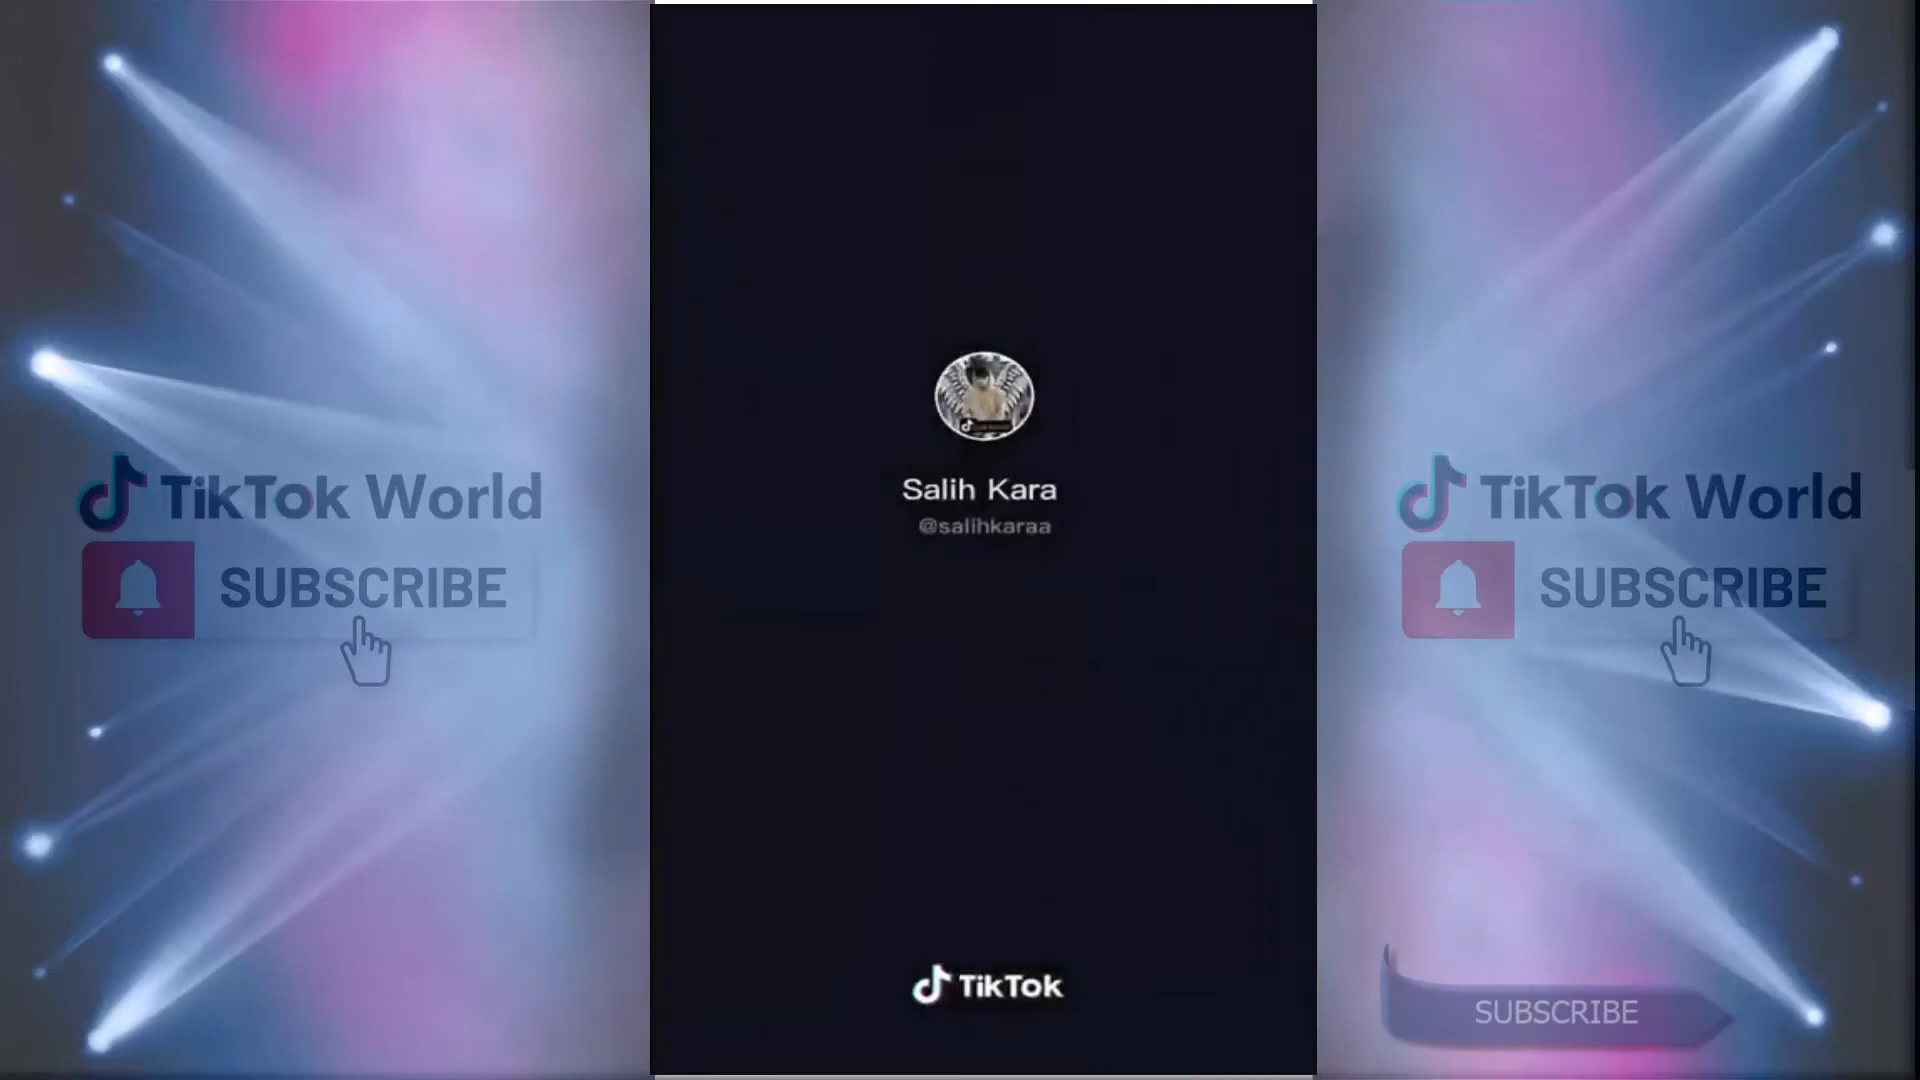 TikTok World
SUBSCRIBE
Salih Kara
@salihkaraa
TikTok
TikTok World
SUBSCRIBE
SUBSCRIBE